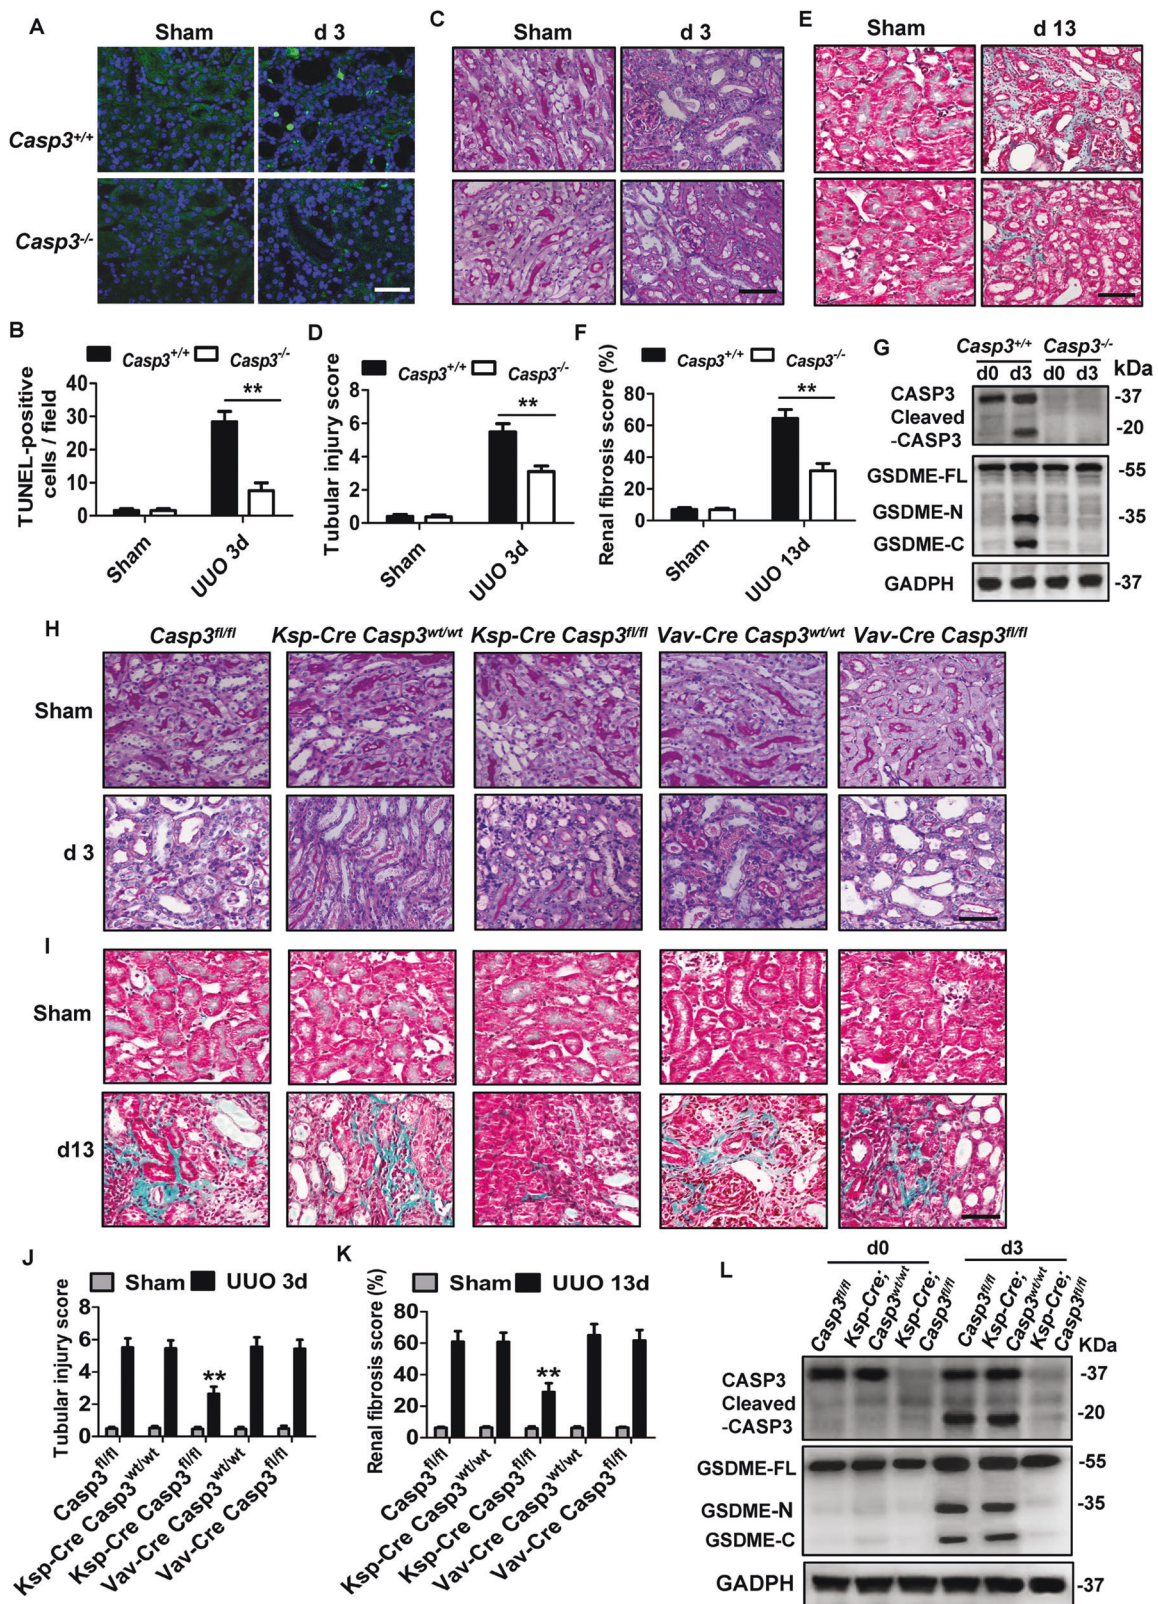 A
Sham
d 3
Casp3+/+
Casp3-/-
C
Sham
d 3
E
Sham
d 13
B
Casp3+/+
Casp3-/-
TUNEL-positive
cells / field
40
30
20
10
0
**
Sham
UUO 3d
D
Casp3+/+
Casp3-/-
Tubular injury score
8
6
4
2
0
**
Sham
UUO 3d
F
Casp3+/+
Casp3-/-
Renal fibrosis score (%)
80
60
40
20
0
**
Sham
UUO 13d
G
Casp3+/+ Casp3-/-
d0 d3 d0 d3 kDa
CASP3
Cleaved
-CASP3
GSDME-FL
GSDME-N
GSDME-C
GADPH
-37
-20
-55
-35
-37
H
Casp3fl/fl
Ksp-Cre Casp3wt/wt
Ksp-Cre Casp3fl/fl
Vav-Cre Casp3wt/wt
Vav-Cre Casp3fl/fl
Sham
d 3
I
Sham
d13
J
Sham
UUO 3d
Tubular injury score
8
6
4
2
0
**
Casp3fl/fl
Ksp-Cre Casp3wt/wt
Ksp-Cre Casp3fl/fl
Vav-Cre Casp3wt/wt
Vav-Cre Casp3fl/fl
K
Sham
UUO 13d
Renal fibrosis score (%)
80
60
40
20
0
**
Casp3fl/fl
Ksp-Cre Casp3wt/wt
Ksp-Cre Casp3fl/fl
Vav-Cre Casp3wt/wt
Vav-Cre Casp3fl/fl
L
d0
d3
Casp3fl/fl
Ksp-Cre;
Casp3wt/wt
Ksp-Cre;
Casp3fl/fl
Casp3fl/fl
Ksp-Cre;
Casp3wt/wt
Ksp-Cre;
Casp3fl/fl
KDa
CASP3
Cleaved
-CASP3
GSDME-FL
GSDME-N
GSDME-C
GADPH
-37
-20
-55
-35
-37